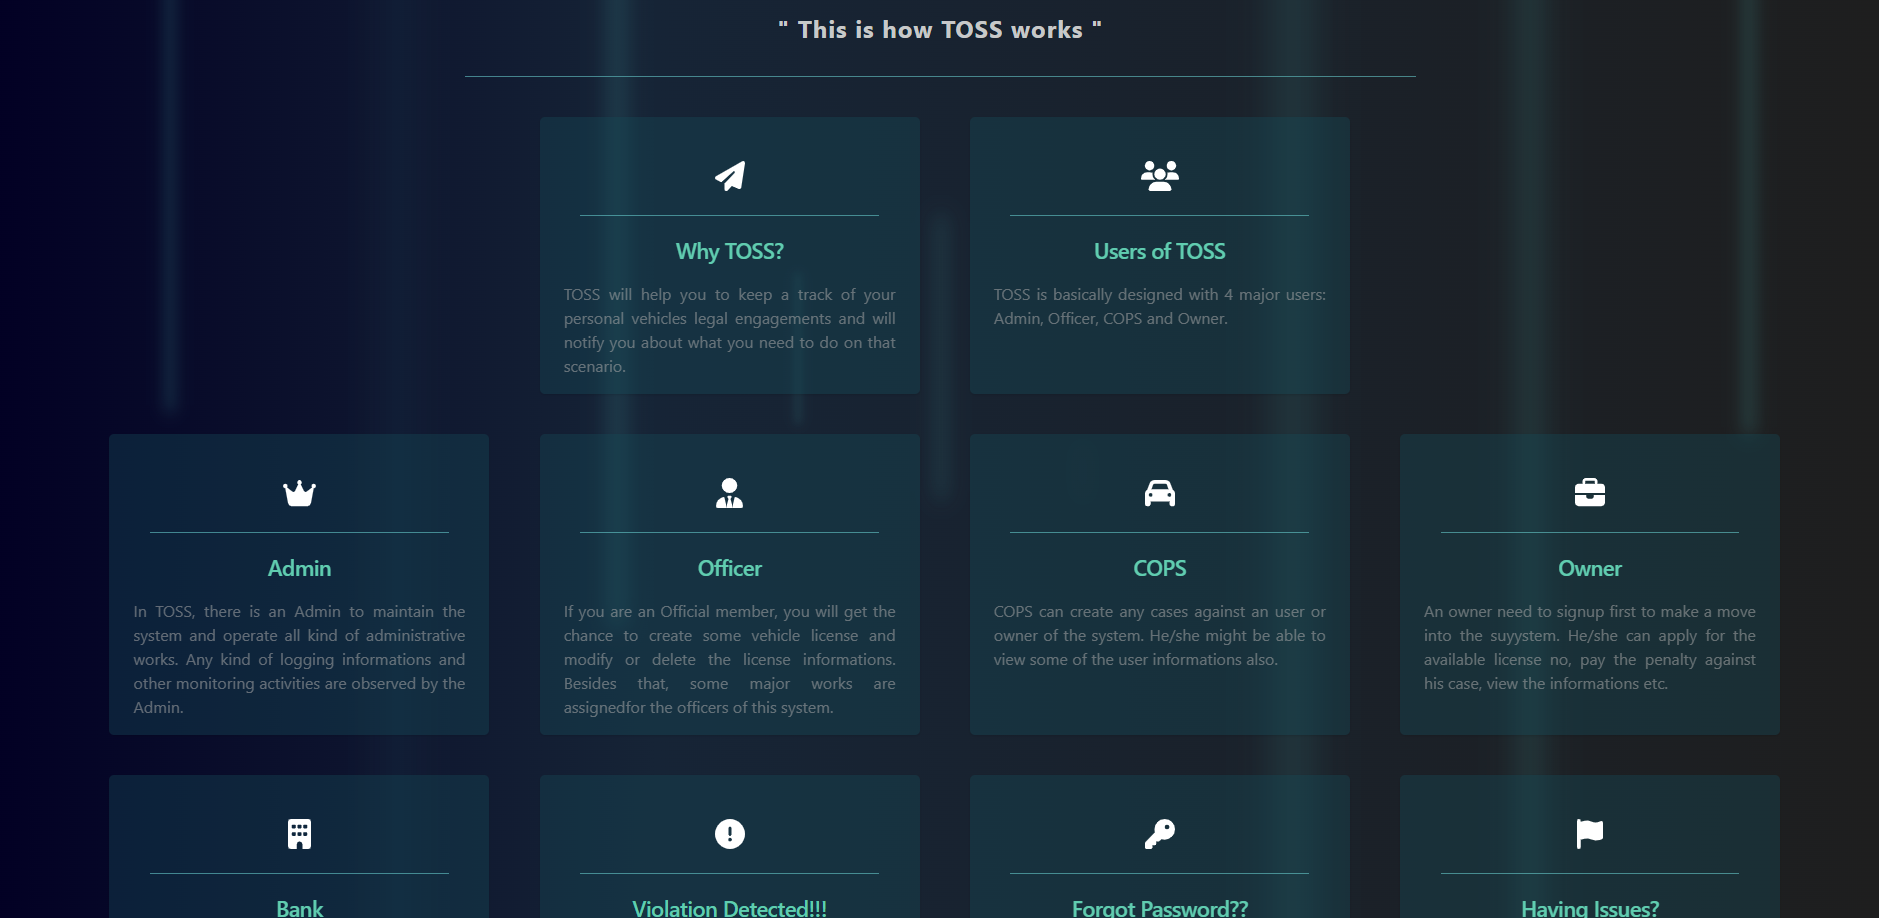 " This is how TOSS works "
Why TOSS?
TOSS will help you to keep a track of your
personal vehicles legal engagements and will
notify you about what you need to do on that
scenario.
Users of TOSS
TOSS is basically designed with 4 major users:
Admin, Officer, COPS and Owner.
Admin
In TOSS, there is an Admin to maintain the
system and operate all kind of administrative
works. Any kind of logging informations and
other monitoring activities are observed by the
Admin.
Officer
If you are an Official member, you will get the
chance to create some vehicle license and
modify or delete the license informations.
Besides that, some major works are
assignedfor the officers of this system.
COPS
COPS can create any cases against an user or
owner of the system. He/she might be able to
view some of the user informations also.
Owner
An owner need to signup first to make a move
into the suyystem. He/she can apply for the
available license no, pay the penalty against
his case, view the informations etc.
Bank
Violation Detected!!!
Forgot Password??
Having Issues?